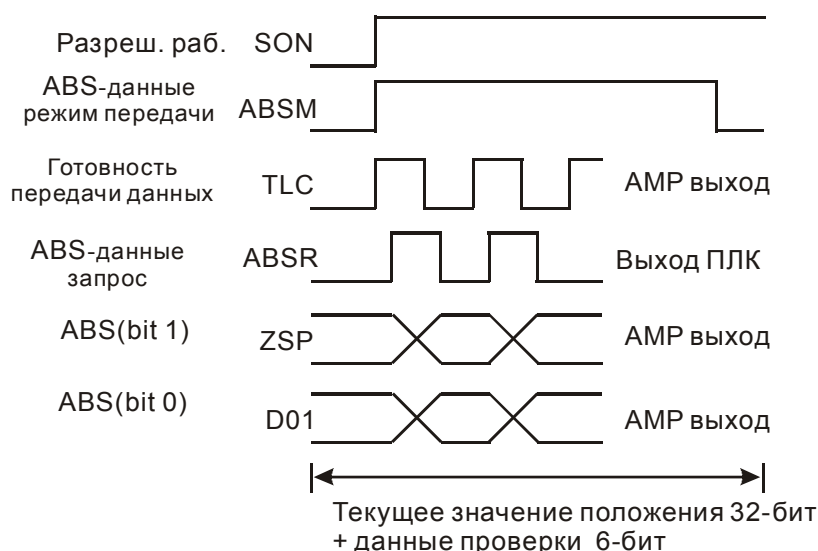 Разреш. раб. SON
ABS-данные
режим передачи ABSM
Готовность
передачи данных TLC AMP выход
ABS-данные
запрос ABSR Выход ПЛК
ABS(bit 1) ZSP AMP выход
ABS(bit 0) D01 AMP выход
Текущее значение положения 32-бит
+ данные проверки 6-бит